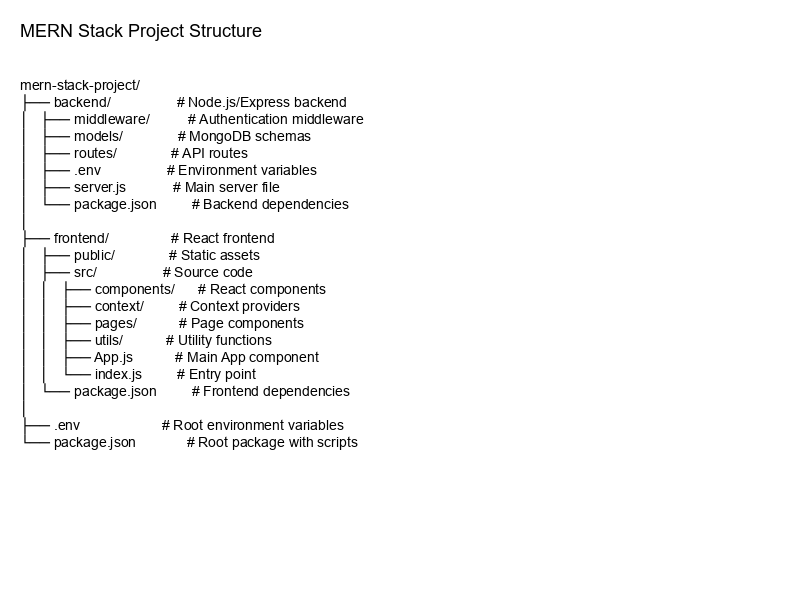 MERN Stack Project Structure
mern-stack-project/
├── backend/ # Node.js/Express backend
│ ├── middleware/ # Authentication middleware
│ ├── models/ # MongoDB schemas
│ ├── routes/ # API routes
│ ├── .env # Environment variables
│ ├── server.js # Main server file
│ └── package.json # Backend dependencies
│
├── frontend/ # React frontend
│ ├── public/ # Static assets
│ ├── src/ # Source code
│ │ ├── components/ # React components
│ │ ├── context/ # Context providers
│ │ ├── pages/ # Page components
│ │ ├── utils/ # Utility functions
│ │ ├── App.js # Main App component
│ │ └── index.js # Entry point
│ └── package.json # Frontend dependencies
│
├── .env # Root environment variables
└── package.json # Root package with scripts